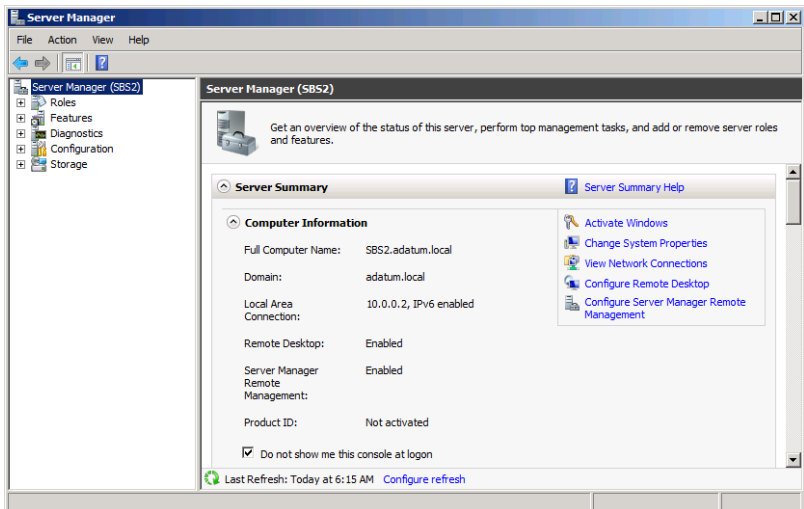 Server Manager
File Action View Help
Server Manager (SBS2)
Roles
Features
Diagnostics
Configuration
Storage
Server Manager (SBS2)
Get an overview of the status of this server, perform top management tasks, and add or remove server roles
and features.
Server Summary
Server Summary Help
Computer Information
Full Computer Name: SBS2.adatum.local
Domain: adatum.local
Local Area
Connection:
10.0.0.2, IPv6 enabled
Remote Desktop: Enabled
Server Manager
Remote
Management:
Enabled
Product ID: Not activated
Do not show me this console at logon
Activate Windows
Change System Properties
View Network Connections
Configure Remote Desktop
Configure Server Manager Remote
Management
Last Refresh: Today at 6:15 AM Configure refresh